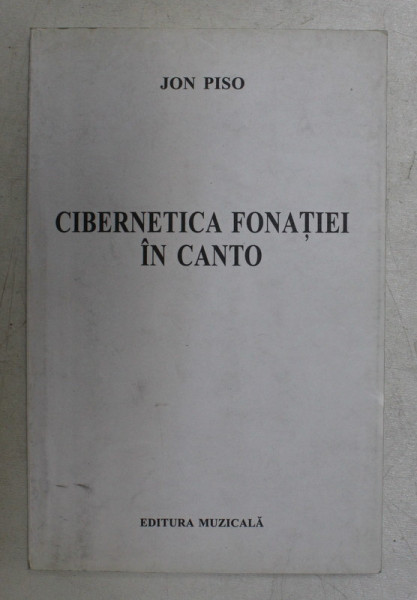 JON PISO
CIBERNETICA FONAȚIEI
ÎN CANTO
EDITURA MUZICALĂ